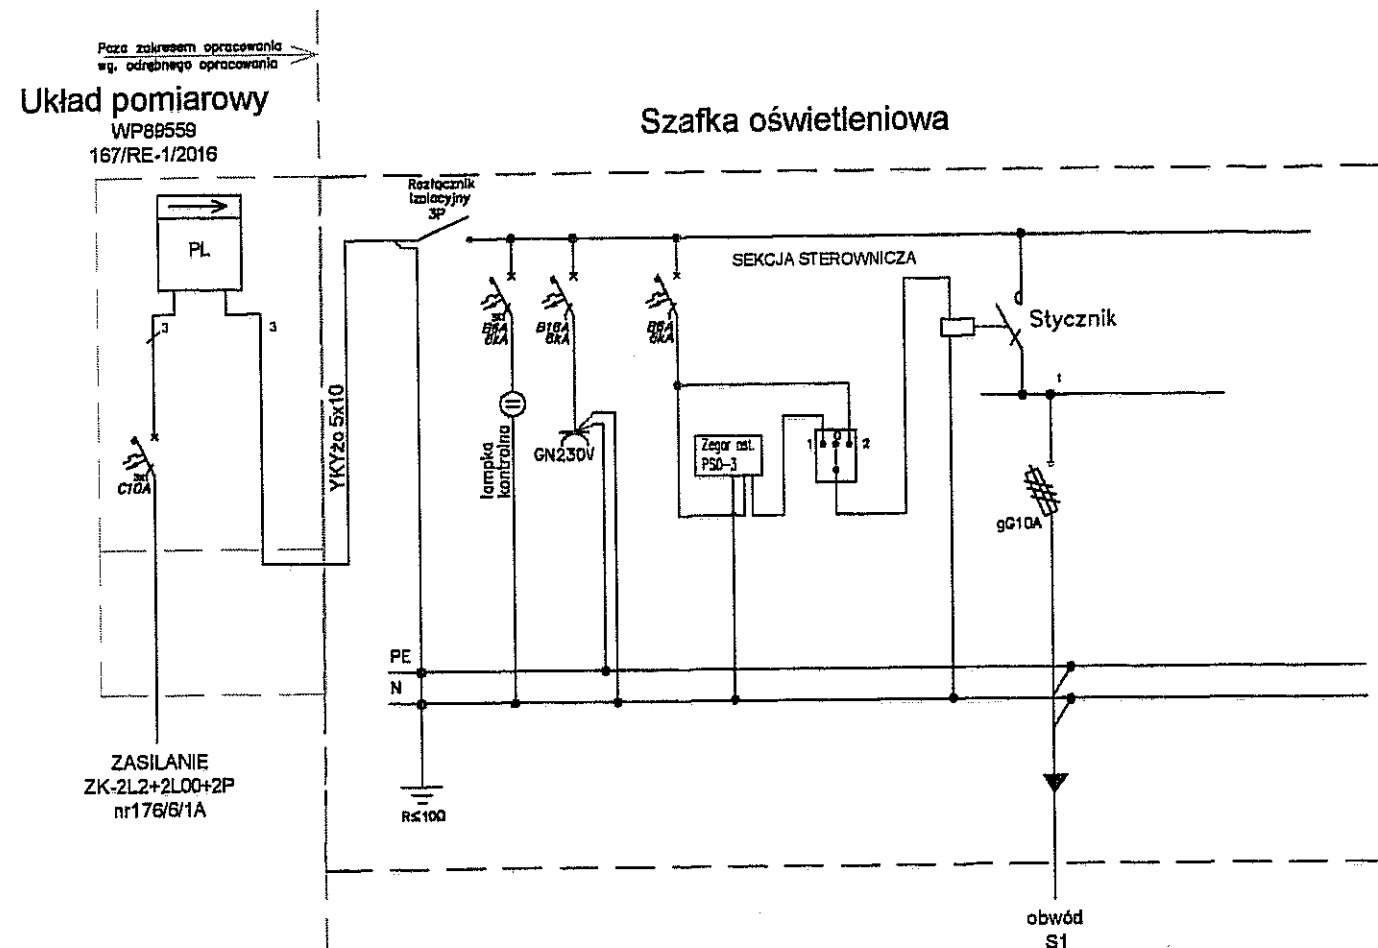 Poza zakresem opracowania
wg. odrębnego opracowania
Układ pomiarowy
WP89559
167/RE-1/2016
Szafka oświetleniowa
Rozłącznik
Izolacyjny
3P
PL
SEKCJA STEROWNICZA
3
3
B6A
6kA
B16A
6kA
B6A
6kA
Stycznik
1
YKYżo 5x10
C10A
lampka
kontrolna
GN230V
Zegar ast.
PSO-3
1
0
2
gG10A
PE
N
ZASILANIE
ZK-2L2+2L00+2P
nr176/6/1A
R≤10Ω
obwód
S1